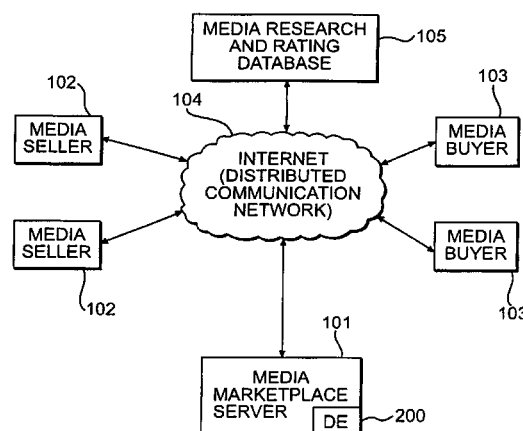 MEDIA RESEARCH
AND RATING
DATABASE
105
102
MEDIA
SELLER
104
103
MEDIA
BUYER
INTERNET
(DISTRIBUTED
COMMUNICATION
NETWORK)
MEDIA
SELLER
102
MEDIA
BUYER
103
101
MEDIA
MARKETPLACE
SERVER
DE
200